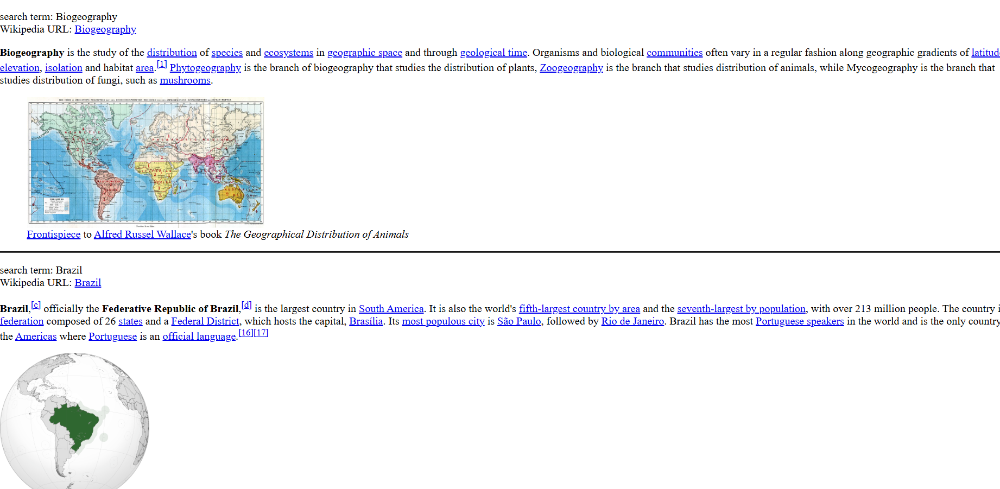 search term: Biogeography
Wikipedia URL: Biogeography
Biogeography is the study of the distribution of species and ecosystems in geographic space and through geological time. Organisms and biological communities often vary in a regular fashion along geographic gradients of latitud
elevation, isolation and habitat area.[1] Phytogeography is the branch of biogeography that studies the distribution of plants, Zoogeography is the branch that studies distribution of animals, while Mycogeography is the branch that
studies distribution of fungi, such as mushrooms.
NEARCTIC
REGION
PALEARCTIC REGION
NEOTROPICAL
Frontispiece to Alfred Russel Wallace's book The Geographical Distribution of Animals
search term: Brazil
Wikipedia URL: Brazil
Brazil,[c] officially the Federative Republic of Brazil,[d] is the largest country in South America. It is also the world's fifth-largest country by area and the seventh-largest by population, with over 213 million people. The country i
federation composed of 26 states and a Federal District, which hosts the capital, Brasília. Its most populous city is São Paulo, followed by Rio de Janeiro. Brazil has the most Portuguese speakers in the world and is the only country
the Americas where Portuguese is an official language.[16][17]